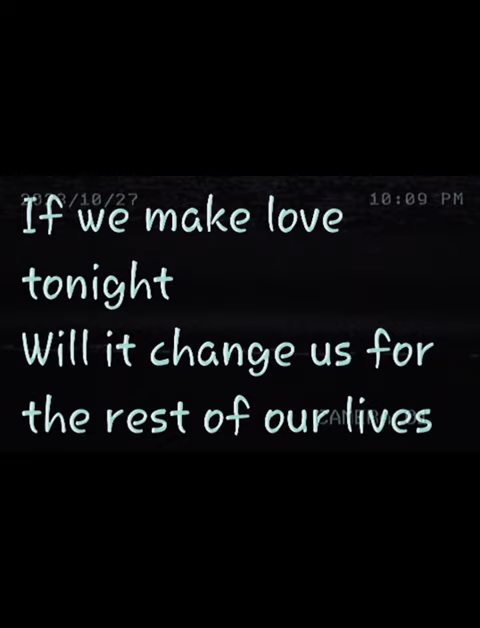 2023/10/27
10:09 PM
If we make love
tonight
Will it change us for
the rest of our lives